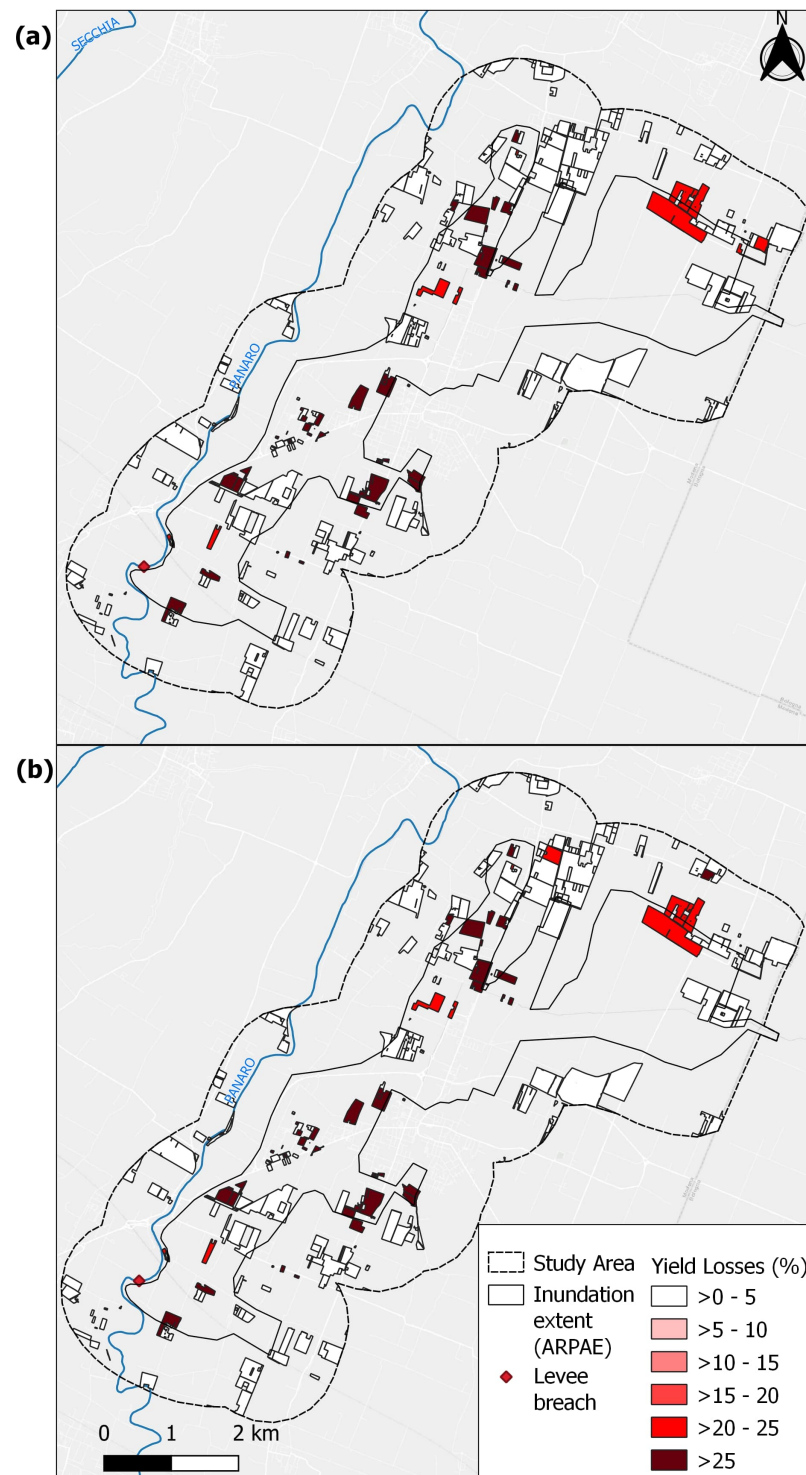 (a)
SECCHIA
N
PANARO
(b)
PANARO
Study Area
Inundation
extent
(ARPAE)
Levee
breach
Yield Losses (%)
>0 - 5
>5 - 10
>10 - 15
>15 - 20
>20 - 25
>25
0 1 2 km